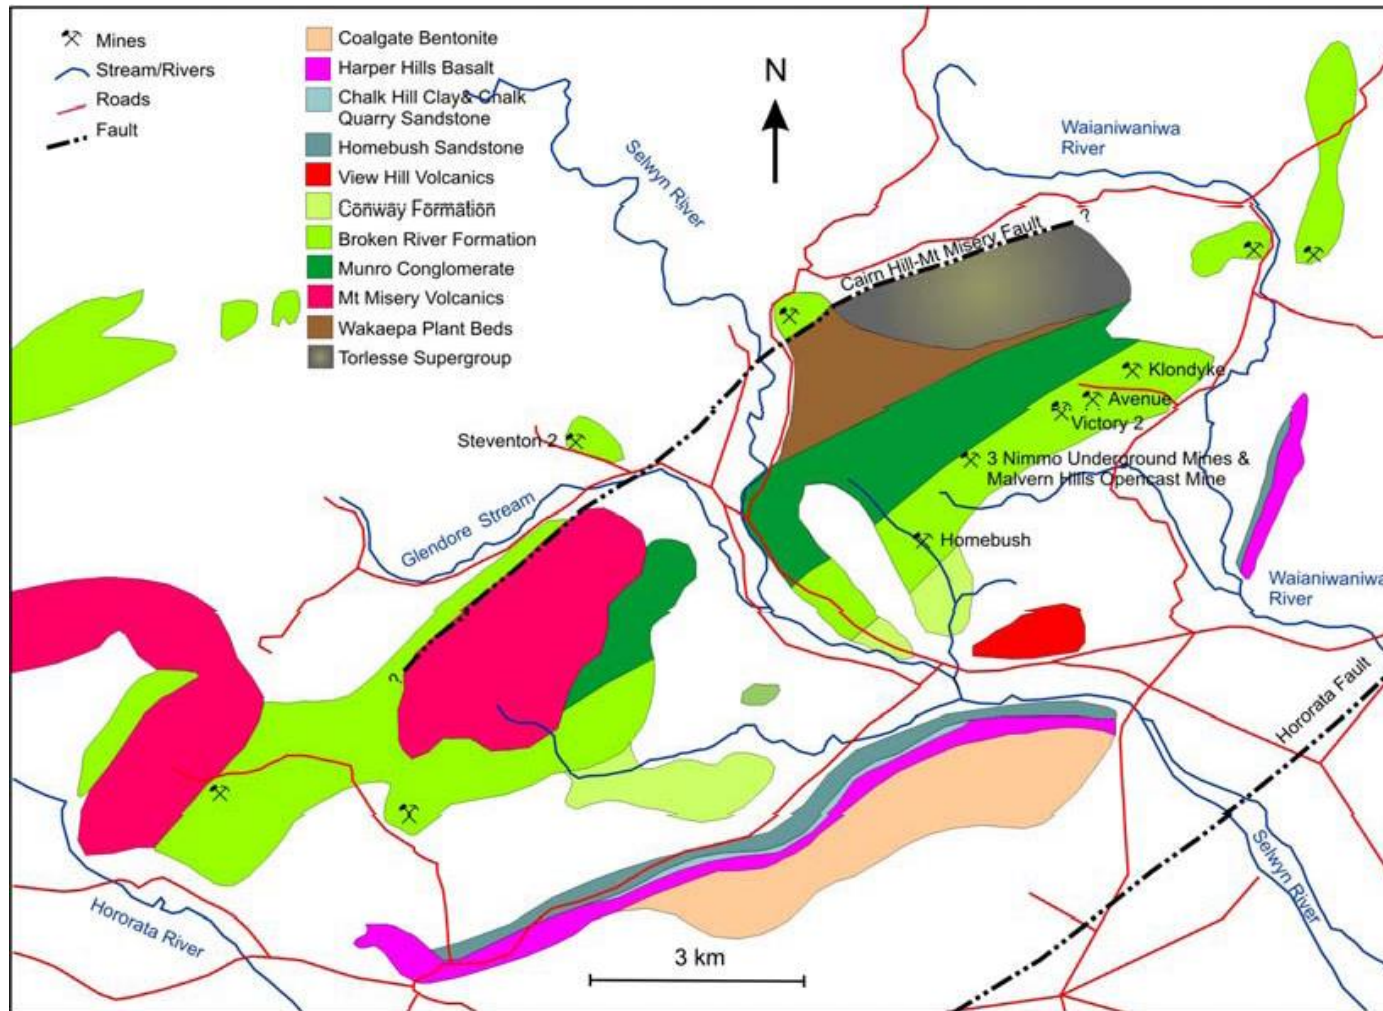 Mines
Stream/Rivers
Roads
Fault
Coalgate Bentonite
Harper Hills Basalt
Chalk Hill Clay& Chalk
Quarry Sandstone
Homebush Sandstone
View Hill Volcanics
Conway Formation
Broken River Formation
Munro Conglomerate
Mt Misery Volcanics
Wakaepa Plant Beds
Torlesse Supergroup
N
Selwyn River
Waianiwaniwa
River
Cairn Hill-Mt Misery Fault
?
Klondyke
Avenue
Victory 2
Steventon 2
3 Nimmo Underground Mines &
Malvern Hills Opencast Mine
Glendore Stream
Homebush
Waianiwaniwa
River
?
Hororata Fault
Selwyn River
Hororata River
3 km